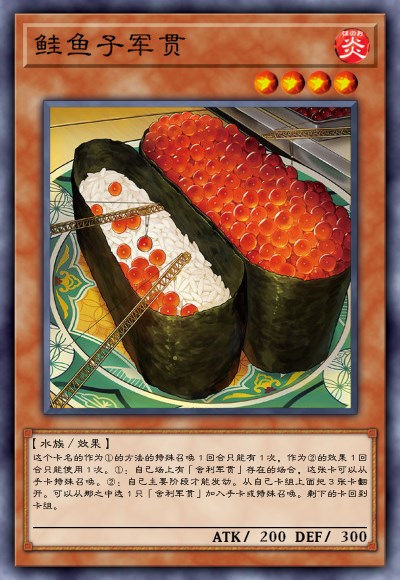 鲑鱼子军贯
ほのお
炎
【水族／效果】
这个卡名的作为①的方法的特殊召唤1回合只能有1次，作为②的效果1回
合只能使用1次。①：自己场上有「舍利军贯」存在的场合，这张卡可以从
手卡特殊召唤。②：自己主要阶段才能发动。从自己卡组上面把3张卡翻
开。可以从那之中选1只「舍利军贯」加入手卡或特殊召唤。剩下的卡回到
卡组。
ATK/ 200 DEF/ 300